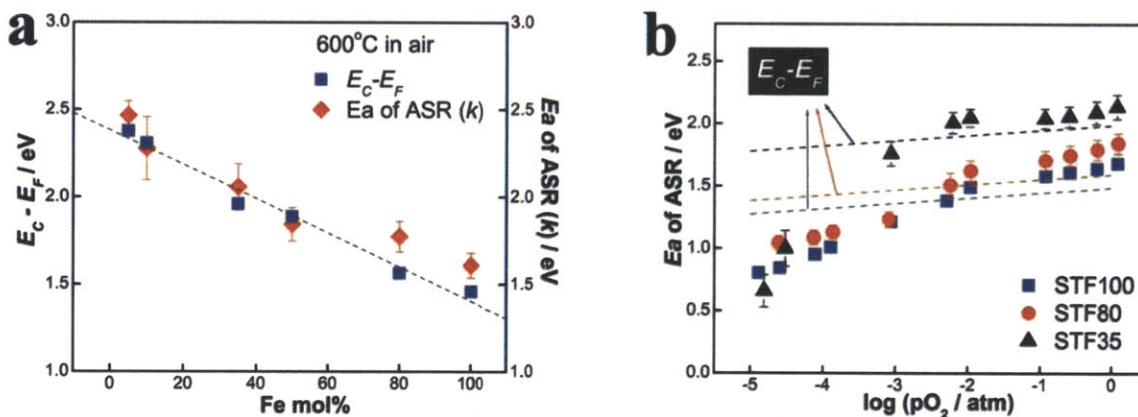 a
3.0
2.5
2.0
1.5
1.0
E_C - E_F / eV
600°C in air
E_C-E_F
Ea of ASR (k)
3.0
2.5
2.0
1.5
1.0
Ea of ASR (k) / eV
0 20 40 60 80 100
Fe mol%
b
2.5
2.0
1.5
1.0
0.5
0.0
Ea of ASR / eV
E_C-E_F
STF100
STF80
STF35
-5 -4 -3 -2 -1 0
log (pO₂ / atm)